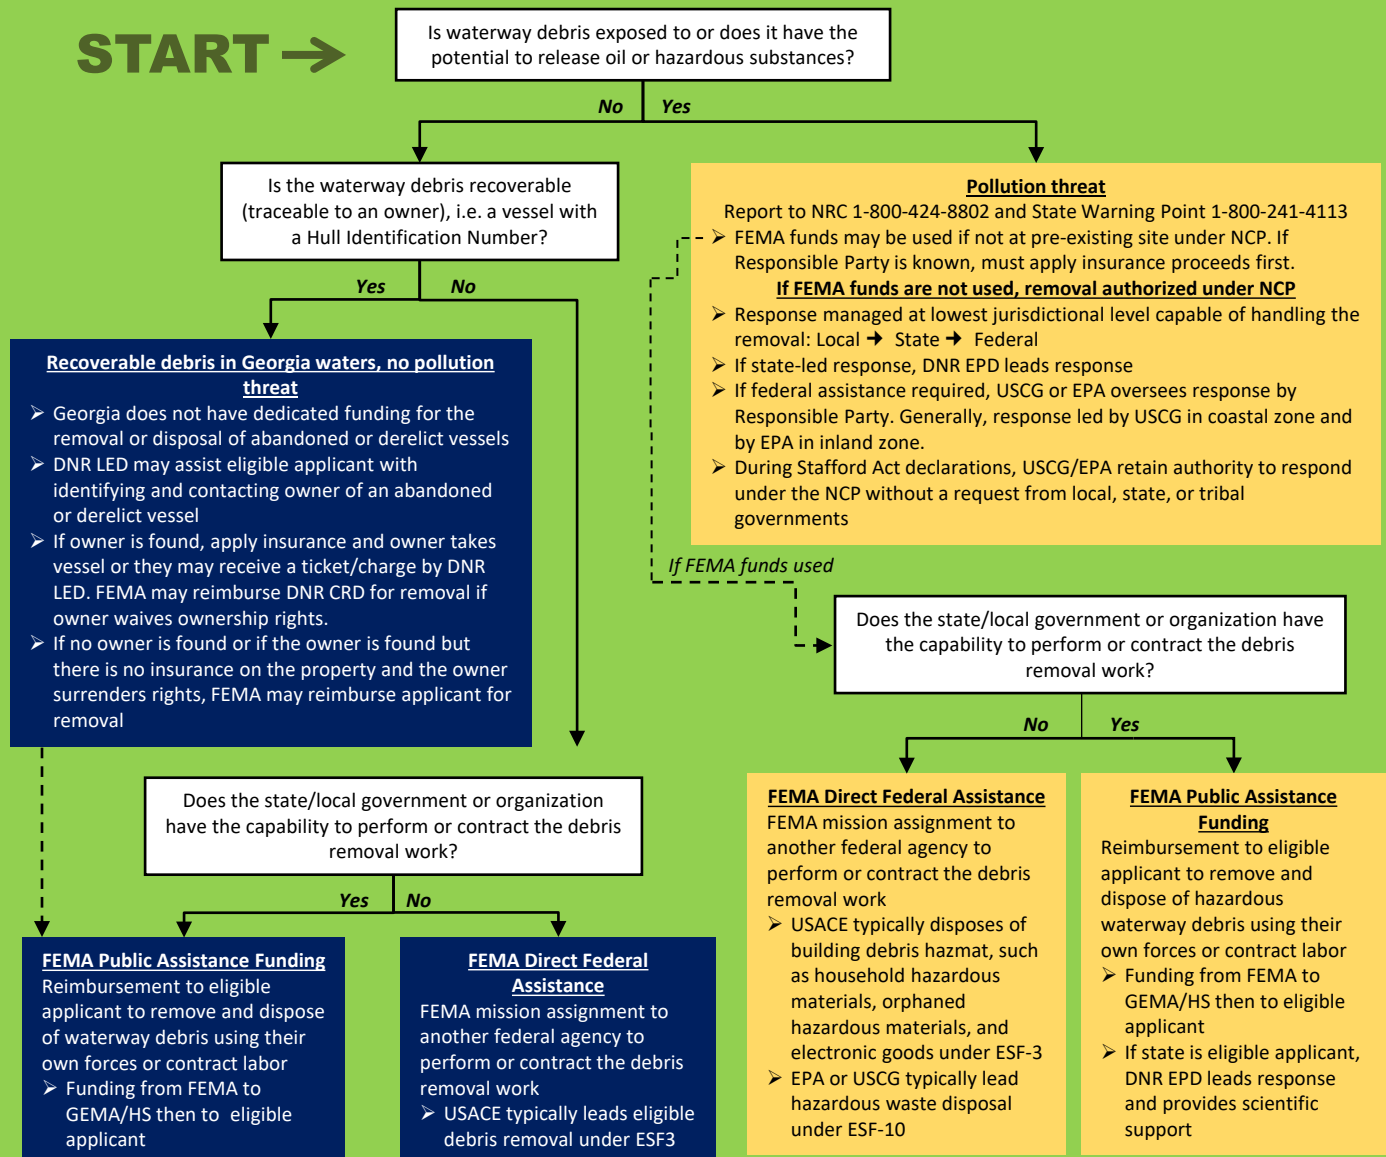 START →
Is waterway debris exposed to or does it have the
potential to release oil or hazardous substances?
No
Yes
Is the waterway debris recoverable
(traceable to an owner), i.e. a vessel with
a Hull Identification Number?
Yes
No
Pollution threat
Report to NRC 1-800-424-8802 and State Warning Point 1-800-241-4113
➢ FEMA funds may be used if not at pre-existing site under NCP. If
Responsible Party is known, must apply insurance proceeds first.
If FEMA funds are not used, removal authorized under NCP
➢ Response managed at lowest jurisdictional level capable of handling the
removal: Local ➔ State ➔ Federal
➢ If state-led response, DNR EPD leads response
➢ If federal assistance required, USCG or EPA oversees response by
Responsible Party. Generally, response led by USCG in coastal zone and
by EPA in inland zone.
➢ During Stafford Act declarations, USCG/EPA retain authority to respond
under the NCP without a request from local, state, or tribal
governments
Recoverable debris in Georgia waters, no pollution
threat
➢ Georgia does not have dedicated funding for the
removal or disposal of abandoned or derelict vessels
➢ DNR LED may assist eligible applicant with
identifying and contacting owner of an abandoned
or derelict vessel
➢ If owner is found, apply insurance and owner takes
vessel or they may receive a ticket/charge by DNR
LED. FEMA may reimburse DNR CRD for removal if
owner waives ownership rights.
➢ If no owner is found or if the owner is found but
there is no insurance on the property and the owner
surrenders rights, FEMA may reimburse applicant for
removal
If FEMA funds used
Does the state/local government or organization have
the capability to perform or contract the debris
removal work?
No
Yes
Does the state/local government or organization
have the capability to perform or contract the debris
removal work?
Yes
No
FEMA Public Assistance Funding
Reimbursement to eligible
applicant to remove and dispose
of waterway debris using their
own forces or contract labor
➢ Funding from FEMA to
GEMA/HS then to eligible
applicant
FEMA Direct Federal
Assistance
FEMA mission assignment to
another federal agency to
perform or contract the debris
removal work
➢ USACE typically leads eligible
debris removal under ESF3
FEMA Direct Federal Assistance
FEMA mission assignment to
another federal agency to
perform or contract the debris
removal work
➢ USACE typically disposes of
building debris hazmat, such
as household hazardous
materials, orphaned
hazardous materials, and
electronic goods under ESF-3
➢ EPA or USCG typically lead
hazardous waste disposal
under ESF-10
FEMA Public Assistance
Funding
Reimbursement to eligible
applicant to remove and
dispose of hazardous
waterway debris using their
own forces or contract labor
➢ Funding from FEMA to
GEMA/HS then to eligible
applicant
➢ If state is eligible applicant,
DNR EPD leads response
and provides scientific
support